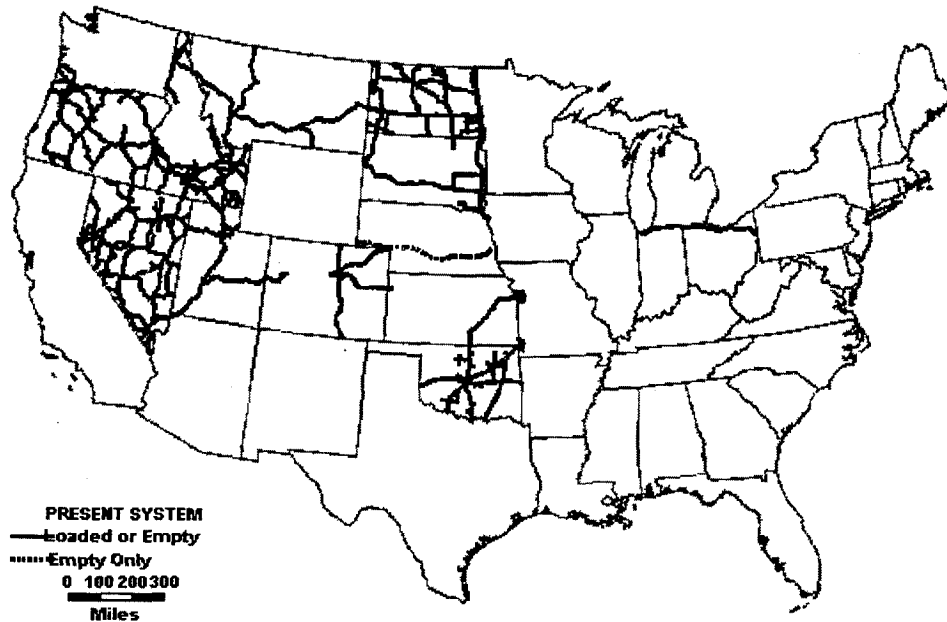 PRESENT SYSTEM
Loaded or Empty
Empty Only
0 100 200 300
Miles